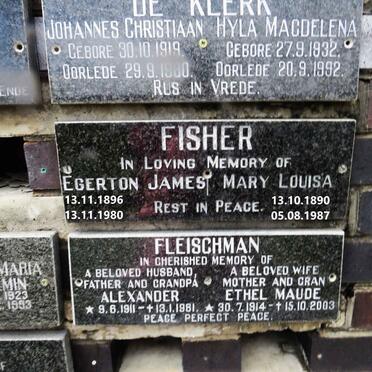 DE KLERK
JOHANNES CHRISTIAAN HYLA MAGDELENA
GEBORE 30.10.1919 GEBORE 27.9.1932
OORLEDE 29.9.1980 OORLEDE 20.9.1992
RUS IN VREDE.
FISHER
IN LOVING MEMORY OF
EGERTON JAMES MARY LOUISA
13.11.1896 13.10.1890
REST IN PEACE.
13.11.1980 05.08.1987
FLEISCHMAN
IN CHERISHED MEMORY OF
A BELOVED HUSBAND, A BELOVED WIFE
FATHER AND GRANDPA MOTHER AND GRAN
ALEXANDER ETHEL MAUDE
★ 9.6.1911 - ✝13.1.1981. ★ 30.7.1914 - ✝15.10.2003
PEACE PERFECT PEACE.
MARIA
MIN
1923
1993